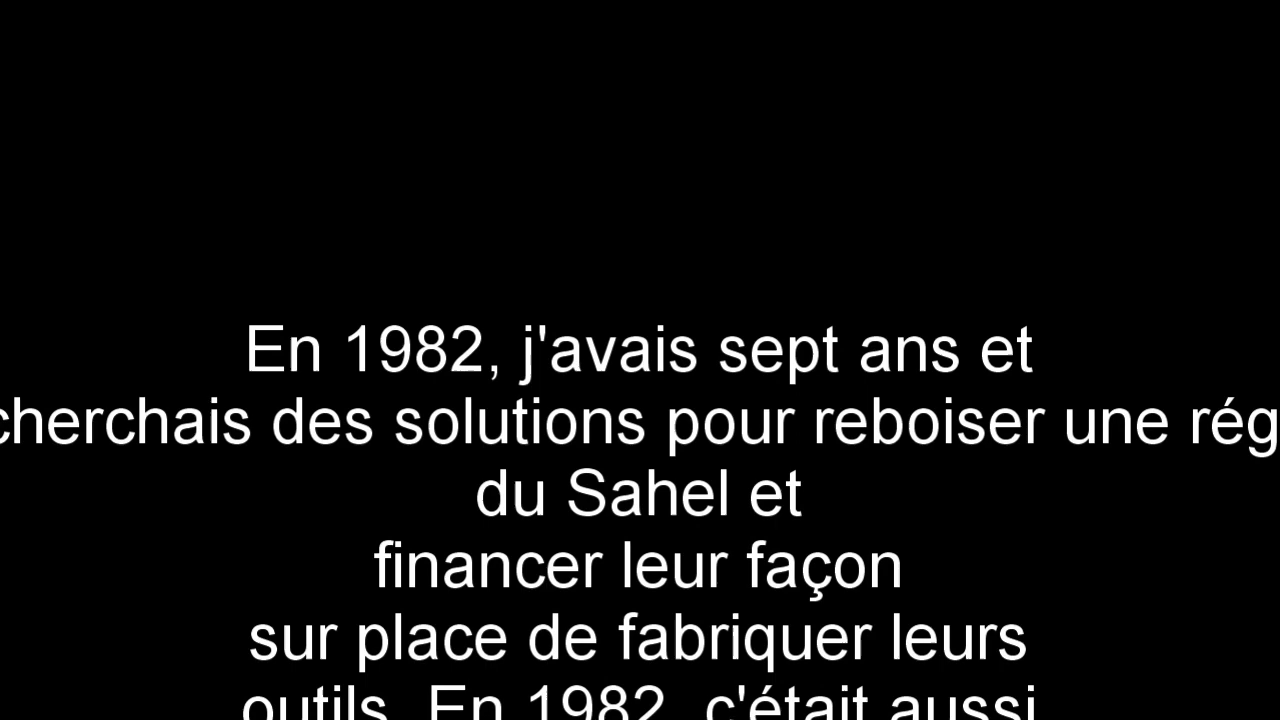 En 1982, j'avais sept ans et
cherchais des solutions pour reboiser une rég
du Sahel et
financer leur façon
sur place de fabriquer leurs
outils. En 1982, c'était aussi